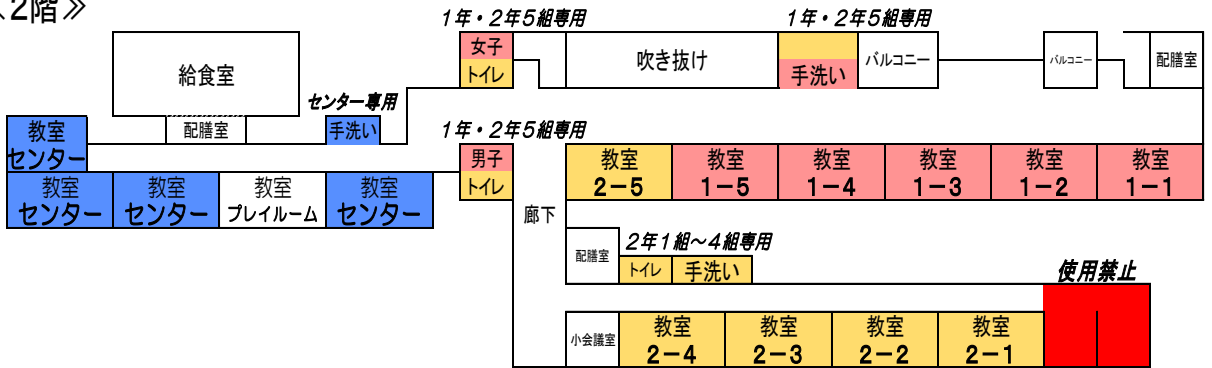 ≪2階≫
1年・2年5組専用
1年・2年5組専用
女子
トイレ
吹き抜け
手洗い
バルコニー
バルコニー
配膳室
給食室
配膳室
センター専用
手洗い
1年・2年5組専用
男子
トイレ
教室
センター
教室
センター
教室
センター
教室
プレイルーム
教室
センター
廊下
教室
2−5
教室
1−5
教室
1−4
教室
1−3
教室
1−2
教室
1−1
配膳室
2年1組~4組専用
トイレ
手洗い
使用禁止
小会議室
教室
2−4
教室
2−3
教室
2−2
教室
2−1